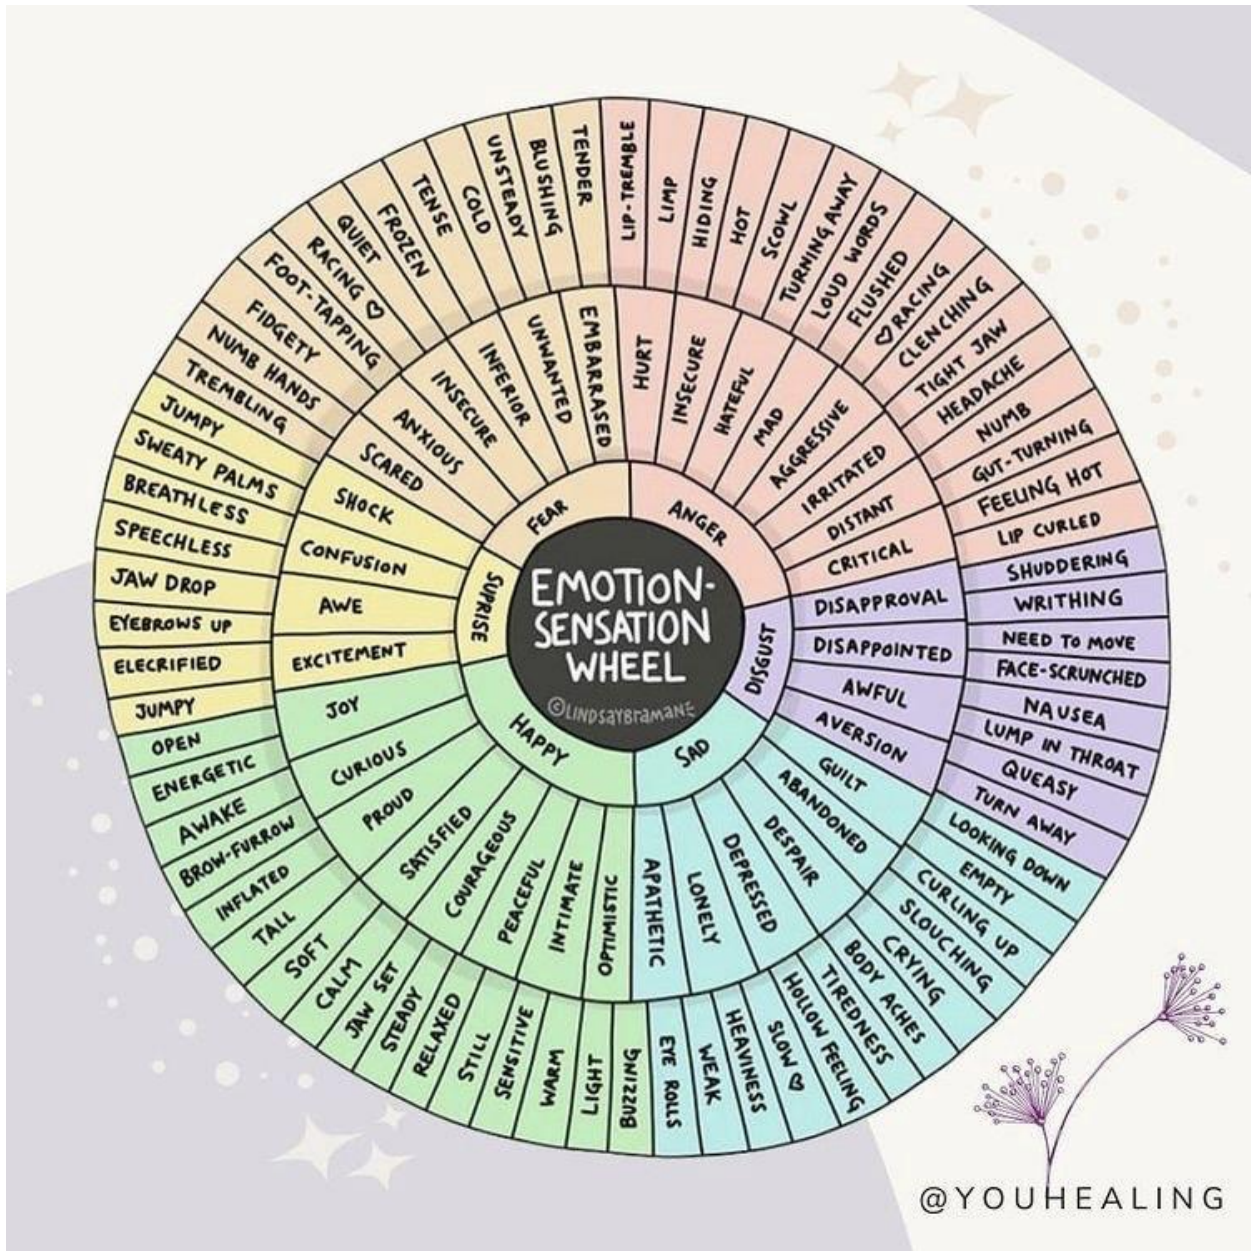 EMOTION-
SENSATION
WHEEL
©LINDSAYBRAMAN
FEAR
ANGER
DISGUST
SAD
HAPPY
SUPRISE
HURT
INSECURE
HATEFUL
MAD
AGGRESSIVE
IRRITATED
DISTANT
CRITICAL
DISAPPROVAL
DISAPPOINTED
AWFUL
AVERSION
GUILT
ABANDONED
DESPAIR
DEPRESSED
LONELY
APATHETIC
OPTIMISTIC
INTIMATE
PEACEFUL
COURAGEOUS
SATISFIED
PROUD
CURIOUS
JOY
EXCITEMENT
AWE
CONFUSION
SHOCK
SCARED
ANXIOUS
INSECURE
INFERIOR
UNWANTED
EMBARRASED
LIP-TREMBLE
LIMP
HIDING
HOT
SCOWL
TURNING AWAY
LOUD WORDS
FLUSHED
♡ RACING
CLENCHING
TIGHT JAW
HEADACHE
NUMB
GUT-TURNING
FEELING HOT
LIP CURLED
SHUDDERING
WRITHING
NEED TO MOVE
FACE-SCRUNCHED
NAUSEA
LUMP IN THROAT
QUEASY
TURN AWAY
LOOKING DOWN
EMPTY
CURLING UP
SLOUCHING
CRYING
BODY ACHES
TIREDNESS
HOLLOW FEELING
SLOW ♡
HEAVINESS
WEAK
EYE ROLLS
BUZZING
LIGHT
WARM
SENSITIVE
STILL
RELAXED
STEADY
JAW SET
CALM
SOFT
TALL
INFLATED
BROW-FURROW
AWAKE
ENERGETIC
OPEN
JUMPY
ELECRIFIED
EYEBROWS UP
JAW DROP
SPEECHLESS
BREATHLESS
SWEATY PALMS
JUMPY
TREMBLING
NUMB HANDS
FIDGETY
FOOT-TAPPING
RACING ♡
QUIET
FROZEN
TENSE
COLD
UNSTEADY
BLUSHING
TENDER
@YOUHEALING